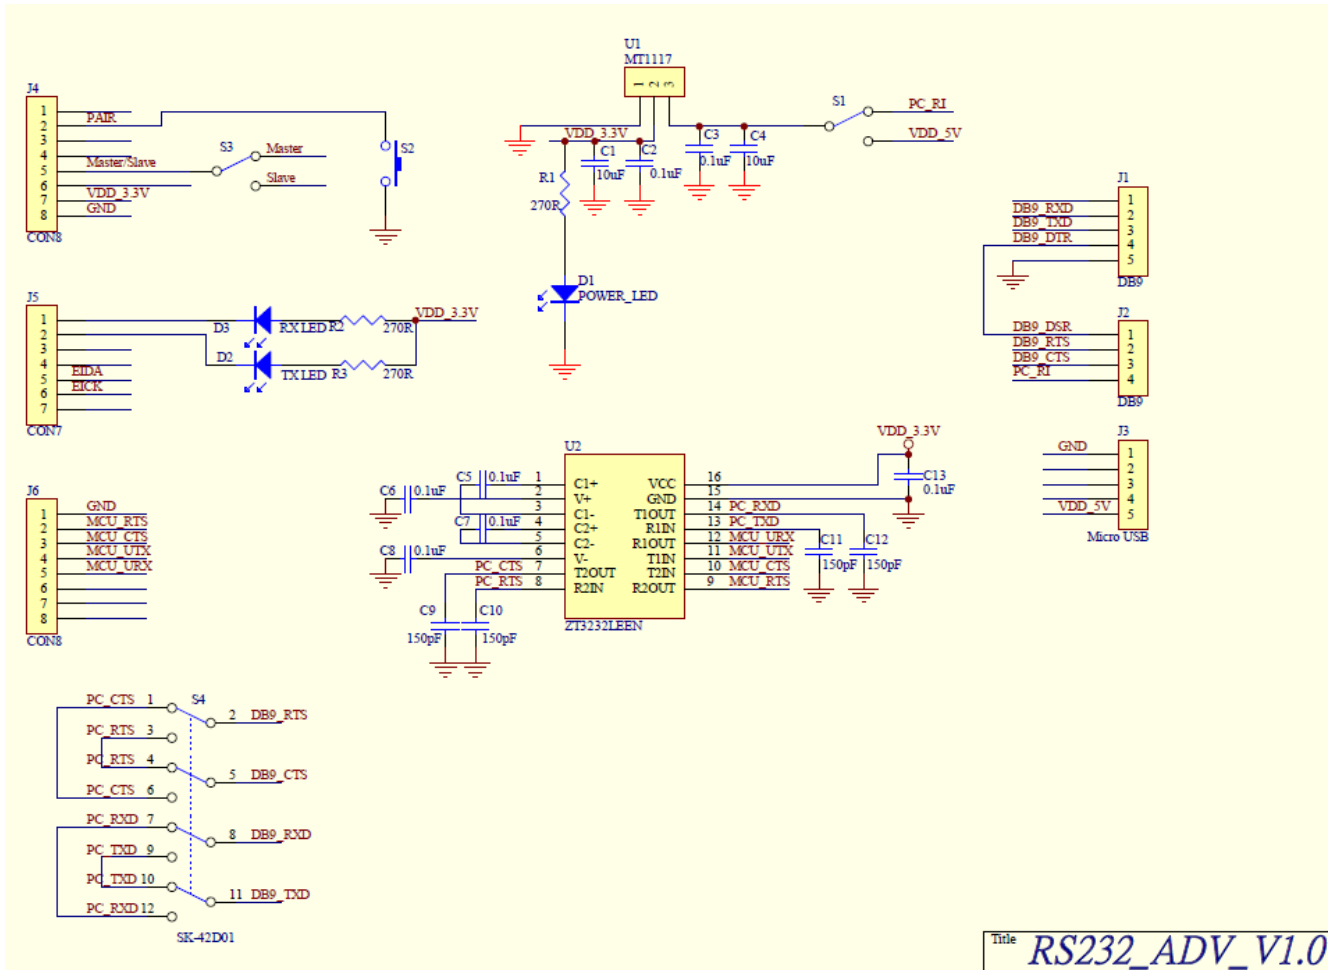 U1
MT1117
1 2 3
J4
1
PAIR
2
3
4
Master/Slave
5
6
VDD_3.3V
7
GND
8
CON8
S3
Master
Slave
S2
VDD_3.3V
C1
10uF
C2
0.1uF
C3
0.1uF
C4
10uF
S1
PC_RI
VDD_5V
R1
270R
D1
POWER_LED
J1
1
DB9_RXD
2
DB9_TXD
3
DB9_DTR
4
5
DB9
J5
1
2
3
4
EIDA
5
EICK
6
7
CON7
D3
RX LED
R2
270R
VDD_3.3V
D2
TX LED
R3
270R
J2
DB9_DSR
1
DB9_RTS
2
DB9_CTS
3
PC_RI
4
DB9
J3
GND
1
2
3
4
VDD_5V
5
Micro USB
J6
GND
1
MCU_RTS
2
MCU_CTS
3
MCU_UTX
4
MCU_URX
5
6
7
8
CON8
U2
C5
0.1uF
C6
0.1uF
C7
0.1uF
C8
0.1uF
1 C1+
2 V+
3 C1-
4 C2+
5 C2-
6 V-
PC_CTS 7 T2OUT
PC_RTS 8 R2IN
VCC 16
GND 15
T1OUT 14 PC_RXD
R1IN 13 PC_TXD
R1OUT 12 MCU_URX
T1IN 11 MCU_UTX
T2IN 10 MCU_CTS
R2OUT 9 MCU_RTS
ZT3232LEEN
VDD_3.3V
C13
0.1uF
C11
150pF
C12
150pF
C9
150pF
C10
150pF
PC_CTS 1
S4
2 DB9_RTS
PC_RTS 3
PC_RTS 4
5 DB9_CTS
PC_CTS 6
PC_RXD 7
8 DB9_RXD
PC_TXD 9
PC_TXD 10
11 DB9_TXD
PC_RXD 12
SK-42D01
Title
RS232_ADV_V1.0